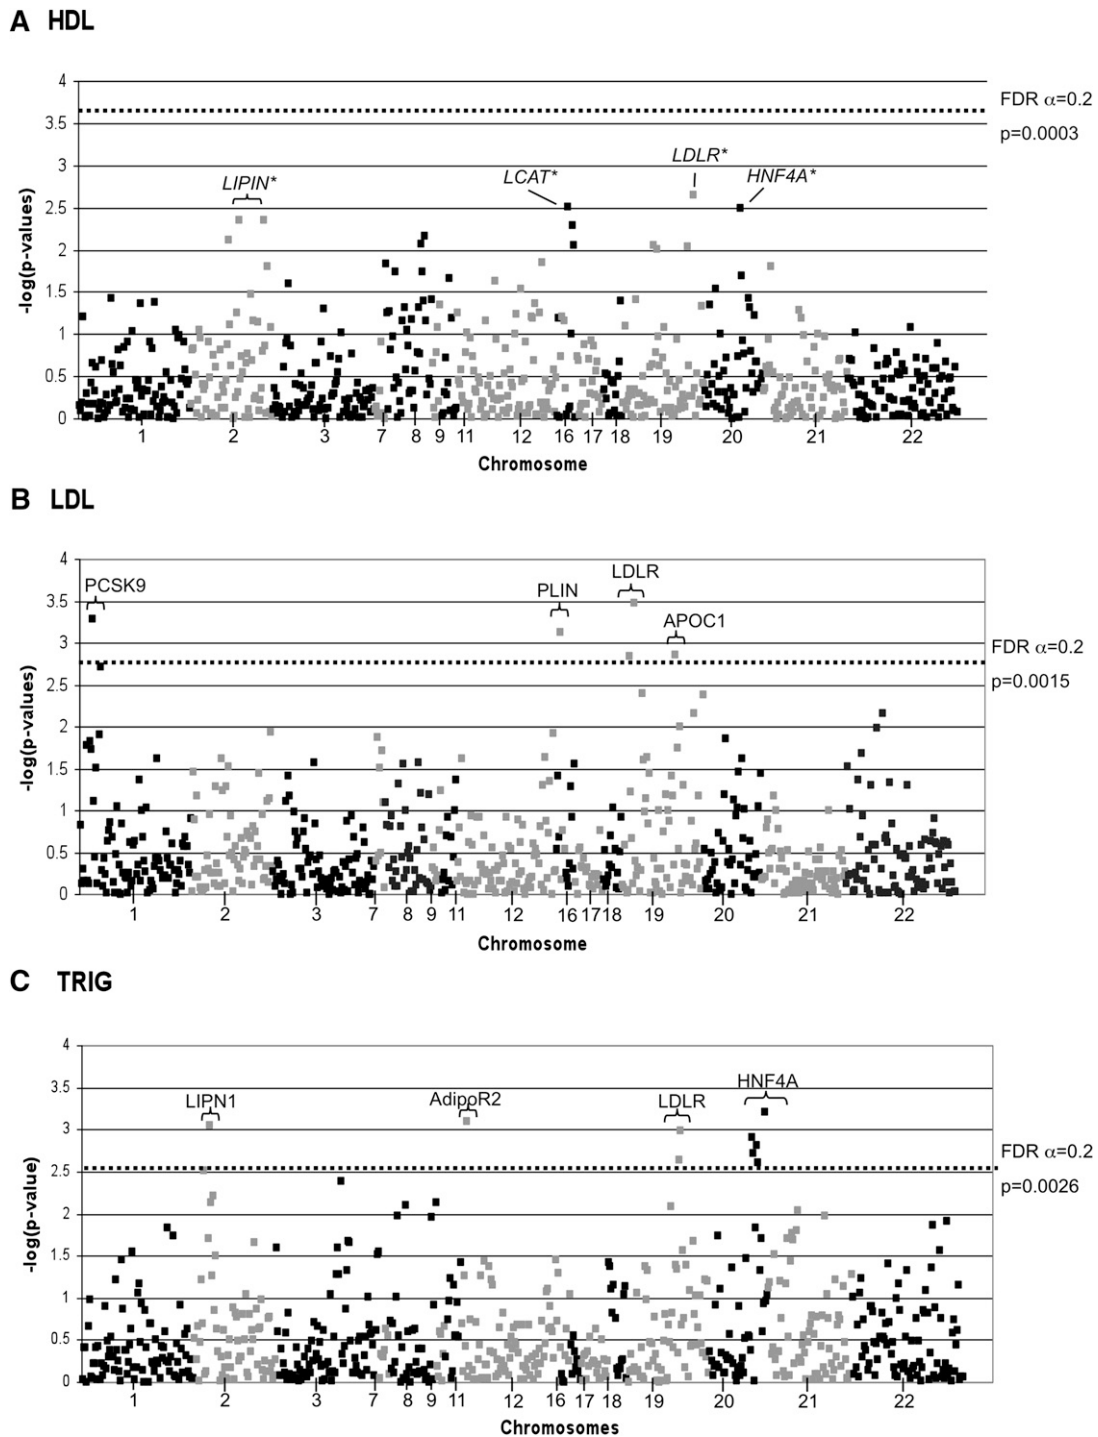 A HDL
4
FDR α=0.2
3.5
p=0.0003
3
LDLR*
LIPIN*
LCAT*
HNF4A*
2.5
2
1.5
1
0.5
0
-log(p-values)
1 2 3 7 8 9 11 12 16 17 18 19 20 21 22
Chromosome
B LDL
4
PCSK9
PLIN
LDLR
3.5
APOC1
3
FDR α=0.2
p=0.0015
2.5
2
1.5
1
0.5
0
-log(p-values)
1 2 3 7 8 9 11 12 16 17 18 19 20 21 22
Chromosome
C TRIG
4
3.5
HNF4A
LIPN1
AdipoR2
LDLR
3
FDR α=0.2
2.5
p=0.0026
2
1.5
1
0.5
0
-log(p-value)
1 2 3 7 8 9 11 12 16 17 18 19 20 21 22
Chromosomes